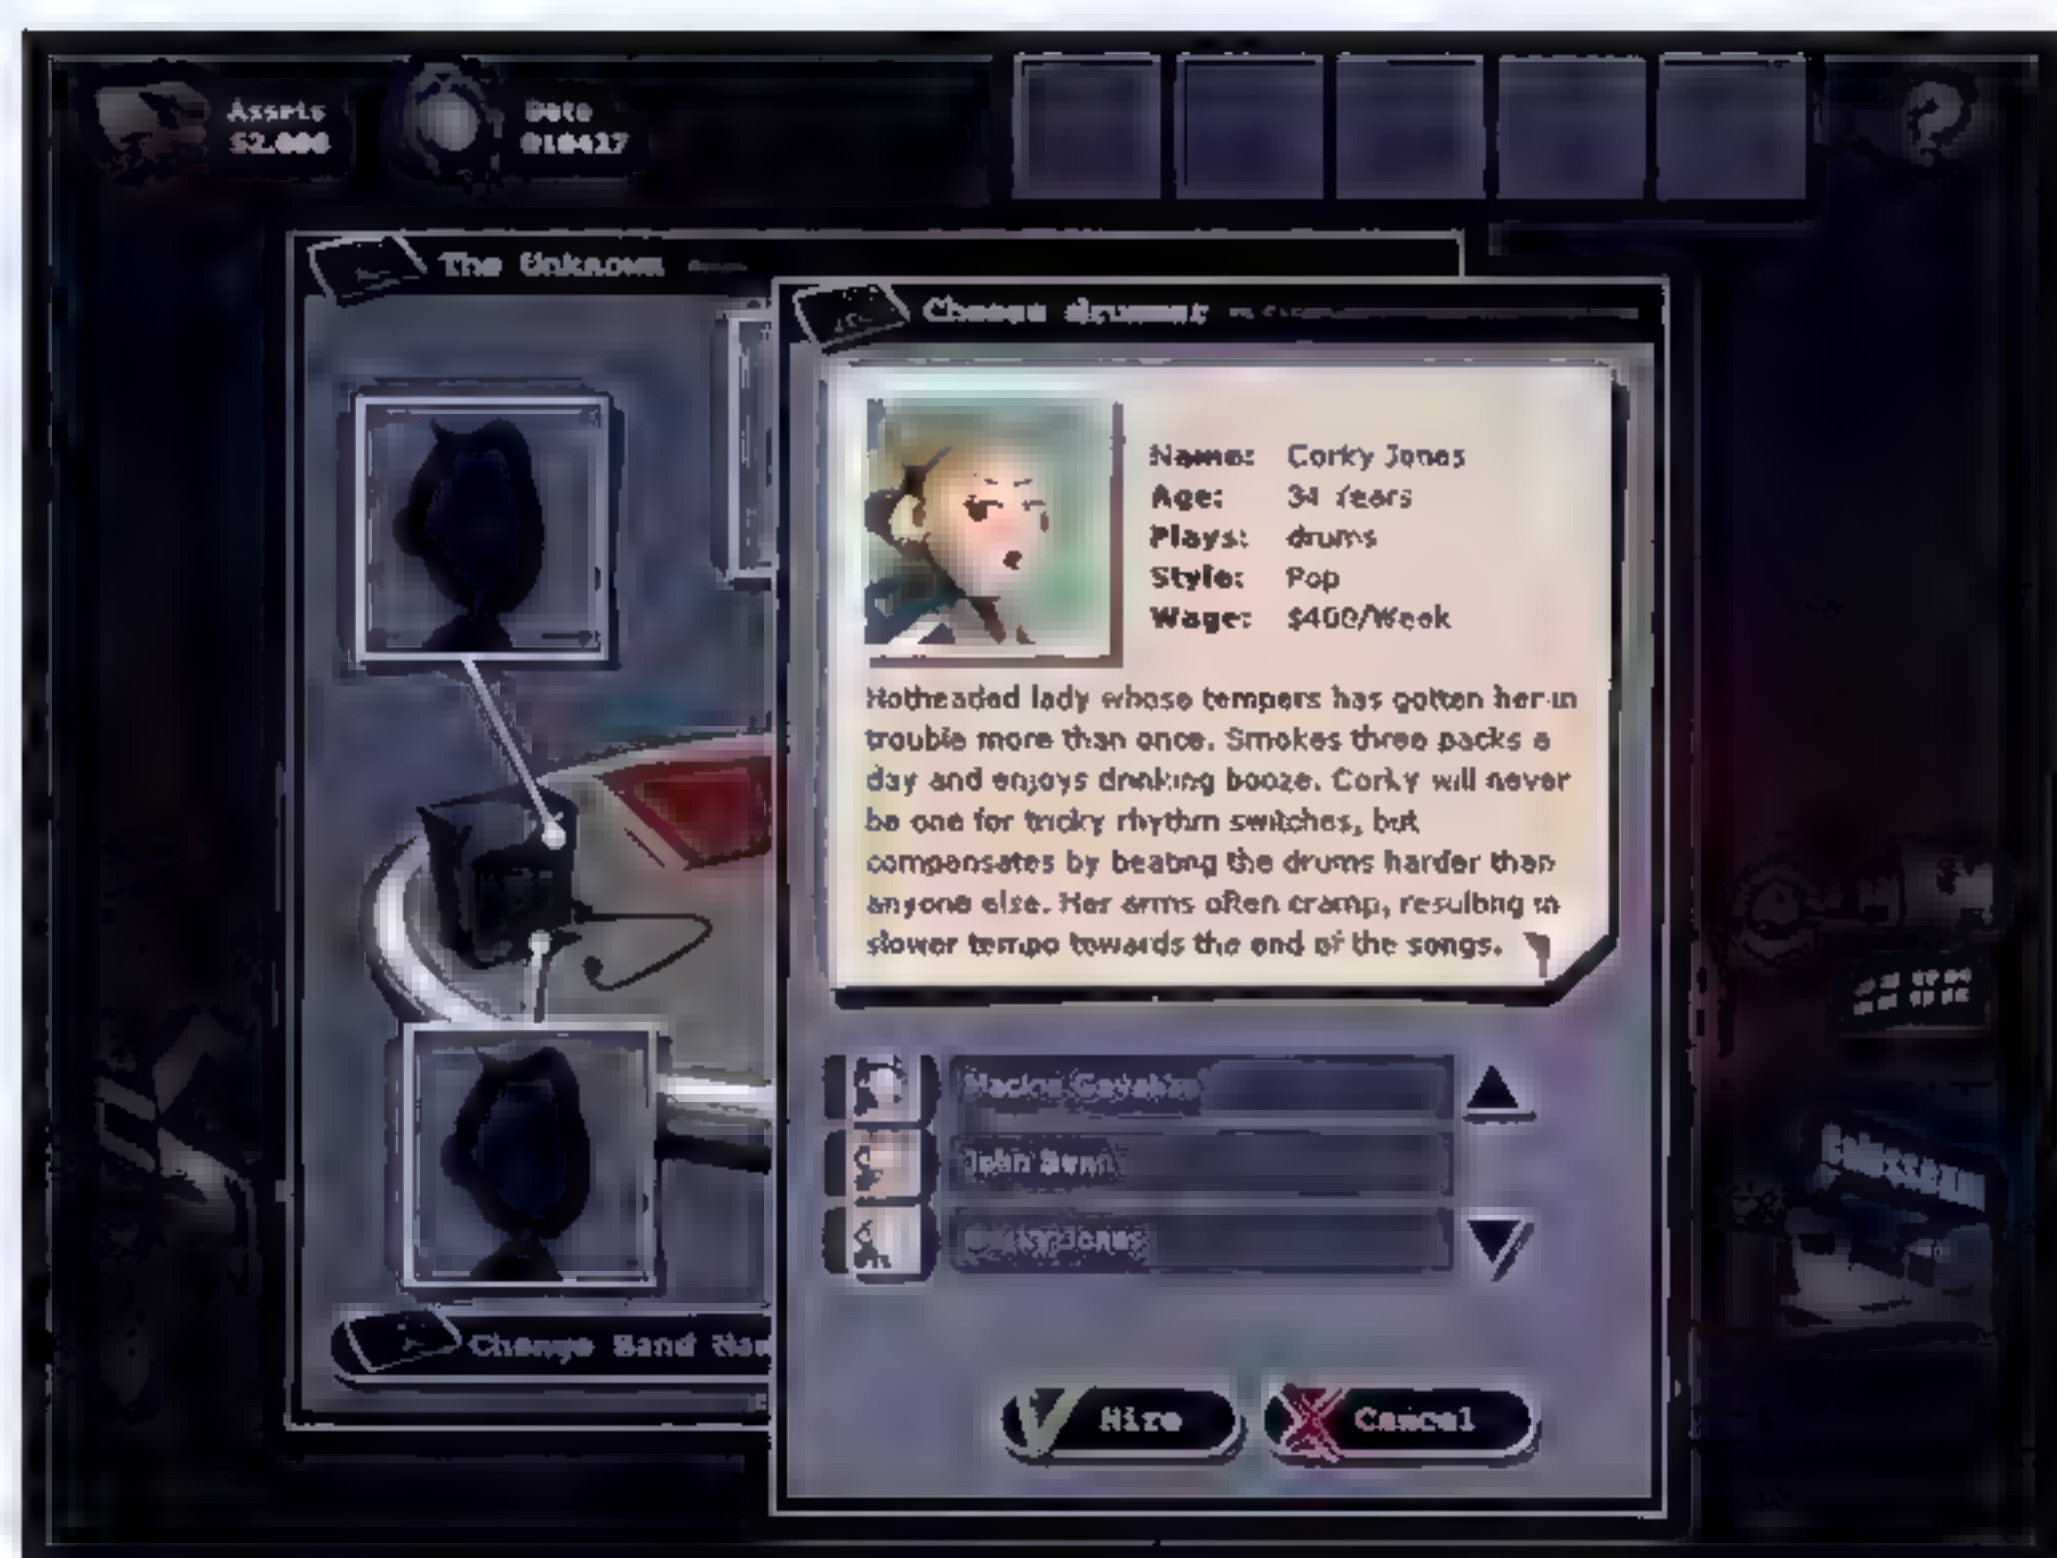 Assets
$2.000
Date
010427
The Unknown
Choose drummer
Name: Corky Jones
Age: 34 Years
Plays: drums
Style: Pop
Wage: $400/Week
Hotheaded lady whose tempers has gotten her in
trouble more than once. Smokes three packs a
day and enjoys drinking booze. Corky will never
be one for tricky rhythm switches, but
compensates by beating the drums harder than
anyone else. Her arms often cramp, resulting in
slower tempo towards the end of the songs.
John
Corky Jones
Change Band
Hire
Cancel